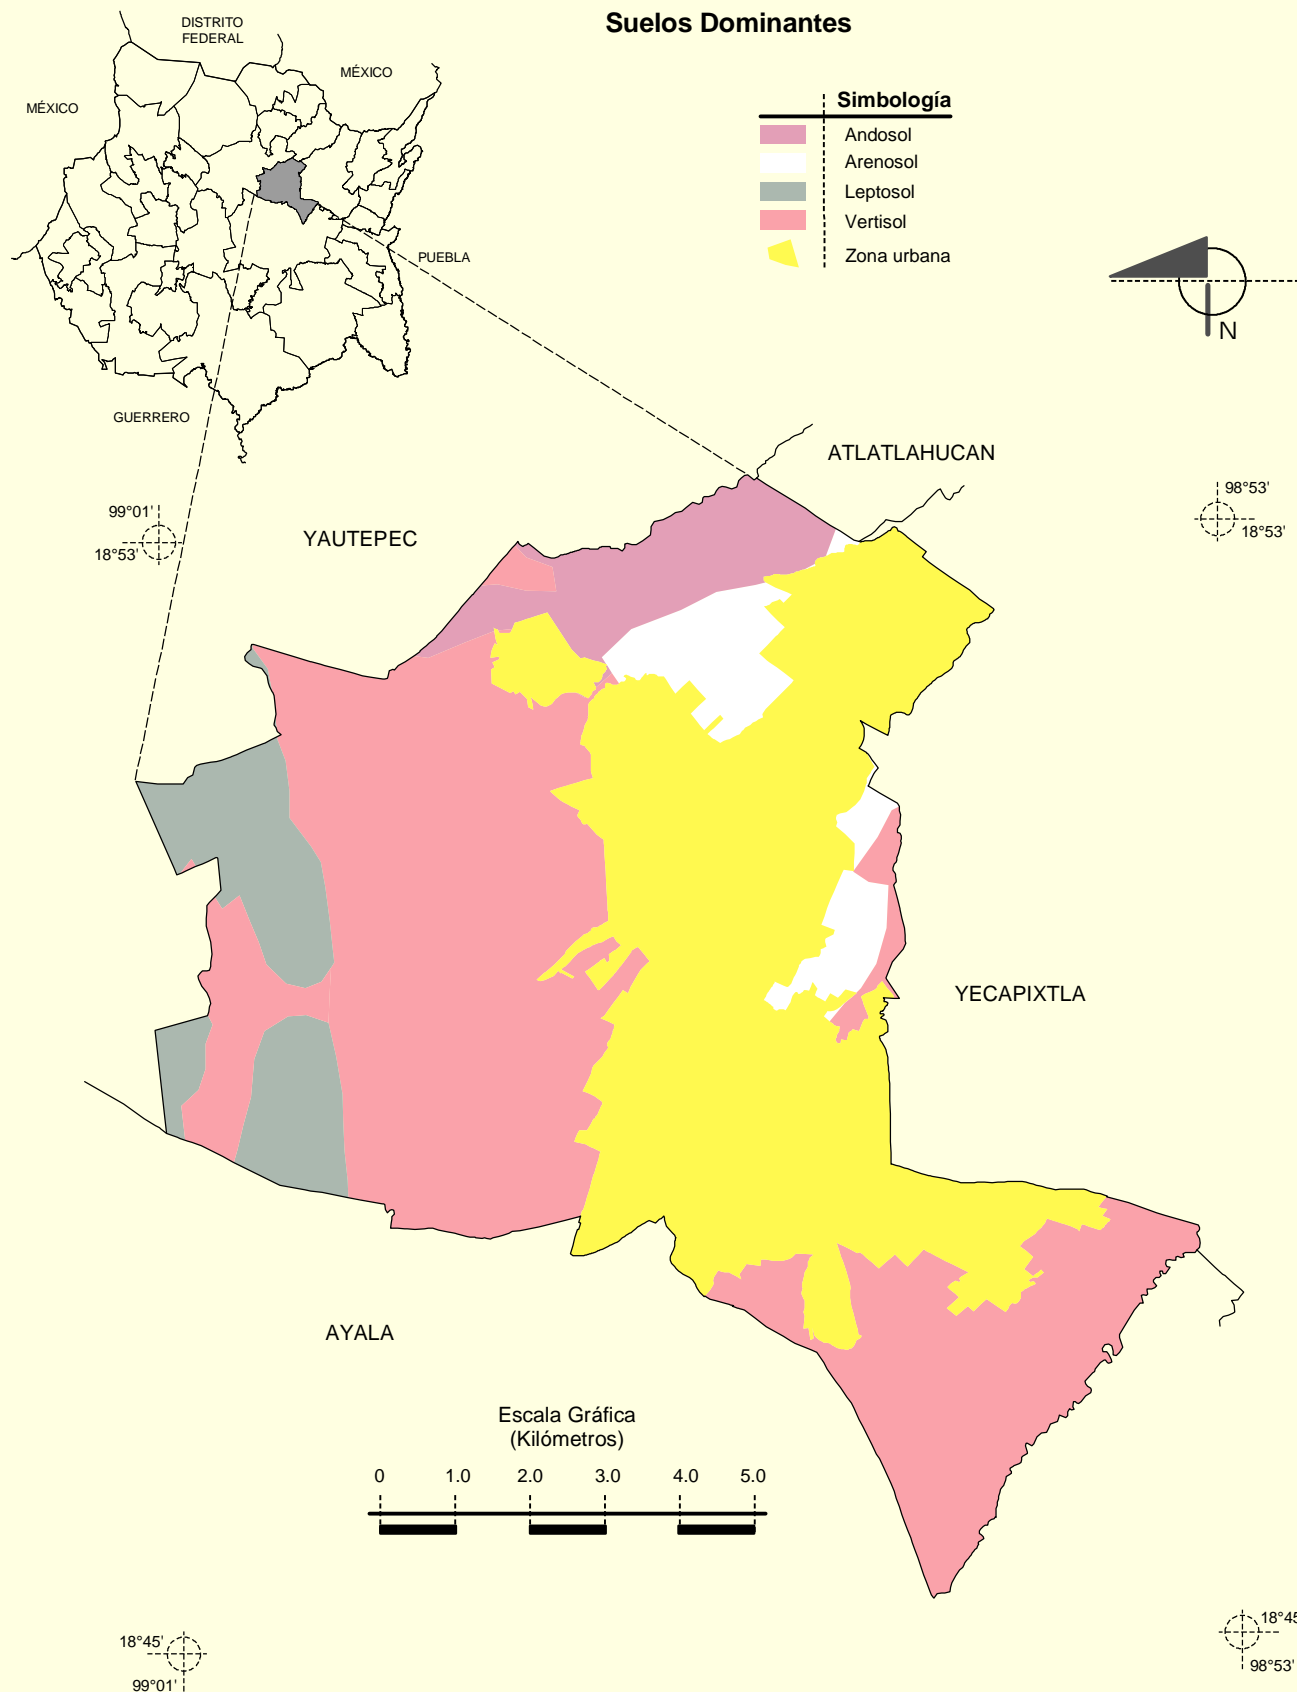 Suelos Dominantes
DISTRITO
FEDERAL
MÉXICO
MÉXICO
PUEBLA
GUERRERO
Simbología
Andosol
Arenosol
Leptosol
Vertisol
Zona urbana
N
ATLATLAHUCAN
99°01'
18°53'
98°53'
18°53'
YAUTEPEC
YECAPIXTLA
AYALA
Escala Gráfica
(Kilómetros)
0 1.0 2.0 3.0 4.0 5.0
18°45'
99°01'
18°45
98°53'